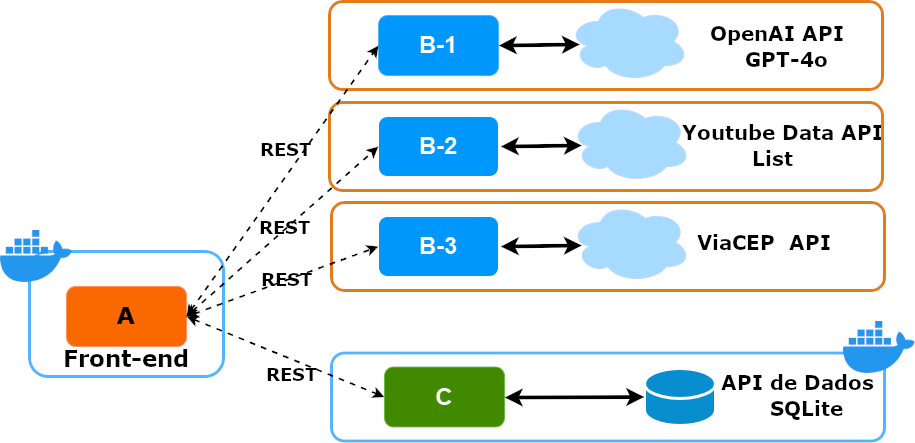 B-1
OpenAI API
GPT-4o
REST
B-2
Youtube Data API
List
REST
B-3
ViaCEP API
REST
A
Front-end
REST
C
API de Dados
SQLite